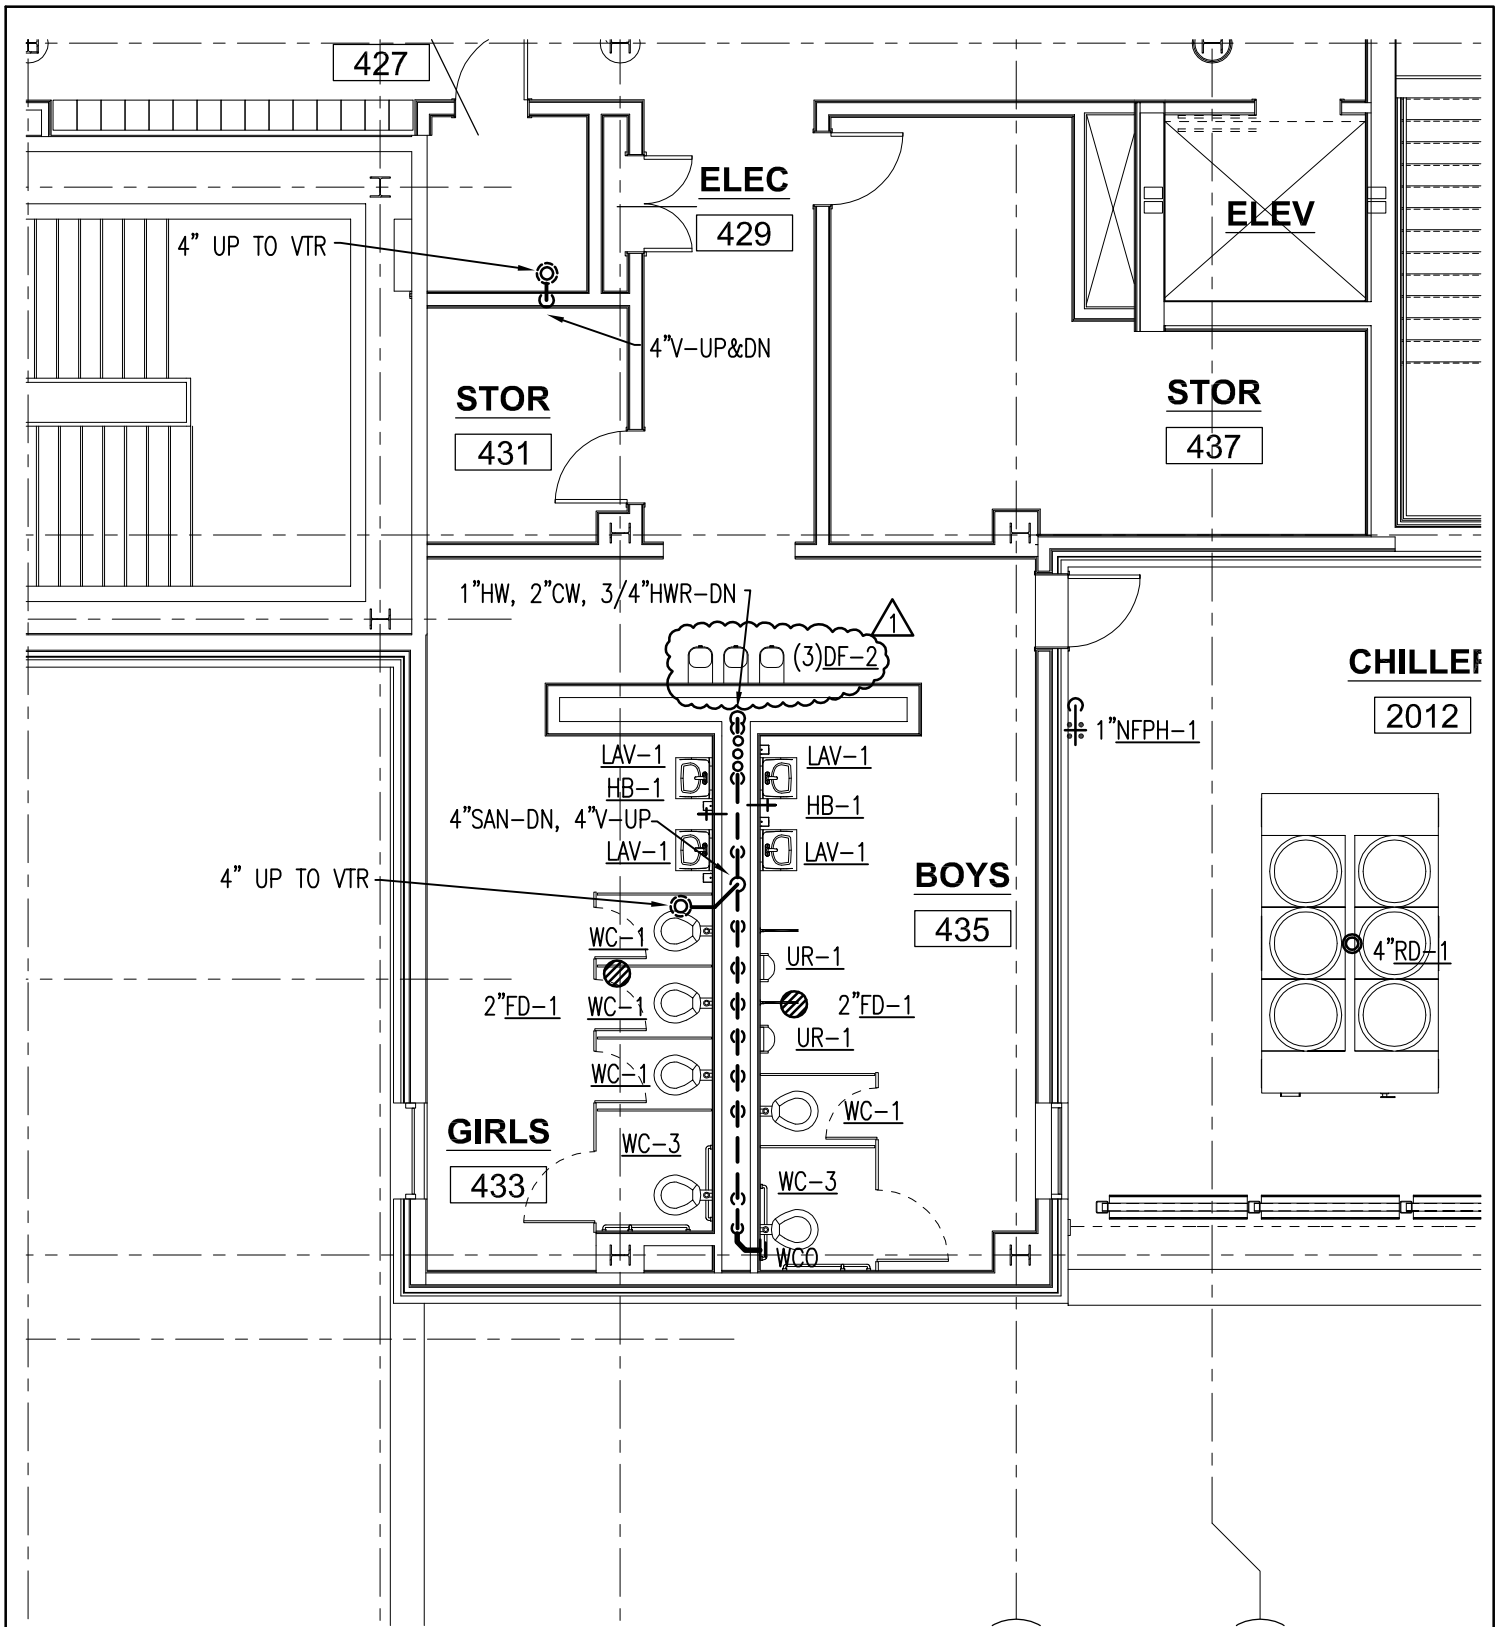 427
ELEC
429
ELEV
4” UP TO VTR
4”V-UP&DN
STOR
431
STOR
437
1”HW, 2”CW, 3/4”HWR-DN
1
(3)DF-2
CHILLER
2012
1”NFPH-1
LAV-1
LAV-1
HB-1
HB-1
4”SAN-DN, 4”V-UP
LAV-1
LAV-1
4” UP TO VTR
BOYS
435
WC-1
UR-1
4”RD-1
2”FD-1
WC-1
2”FD-1
UR-1
WC-1
WC-1
GIRLS
433
WC-3
WC-3
WCO